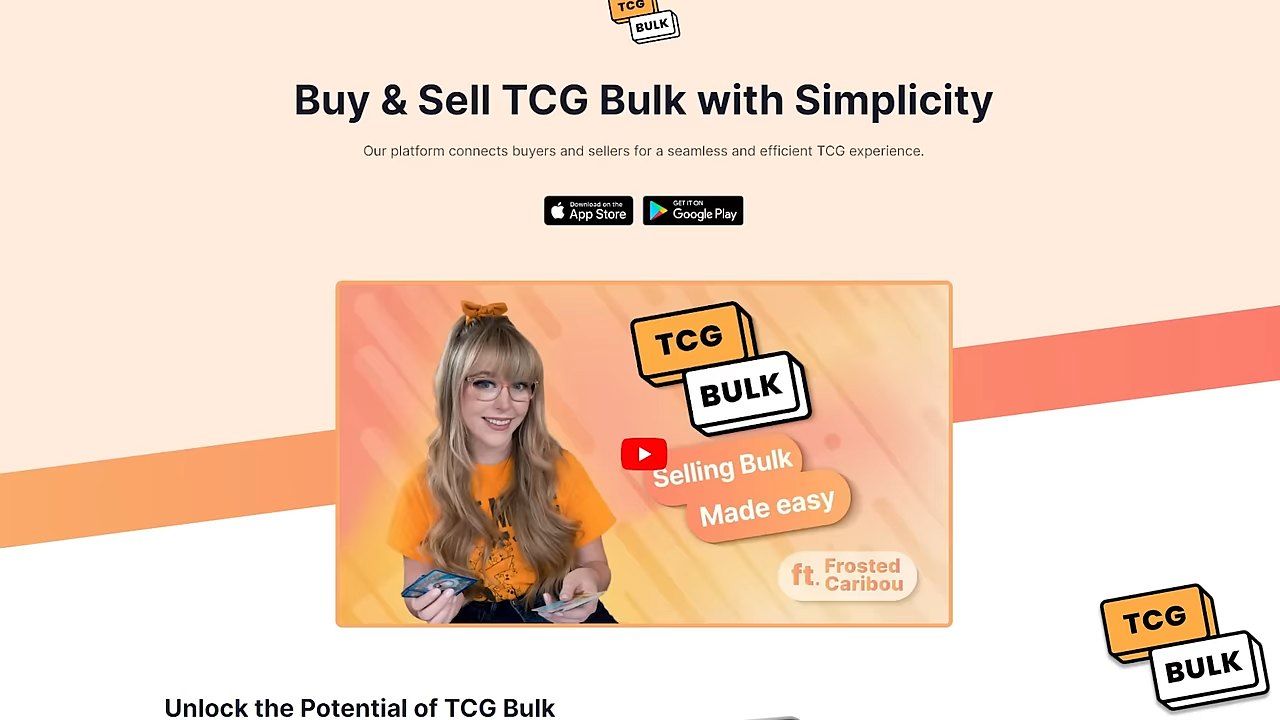 TCG
BULK
Buy & Sell TCG Bulk with Simplicity
Our platform connects buyers and sellers for a seamless and efficient TCG experience.
Download on the
App Store
GET IT ON
Google Play
TCG
BULK
Selling Bulk
Made easy
ft. Frosted
Caribou
TCG
BULK
Unlock the Potential of TCG Bulk